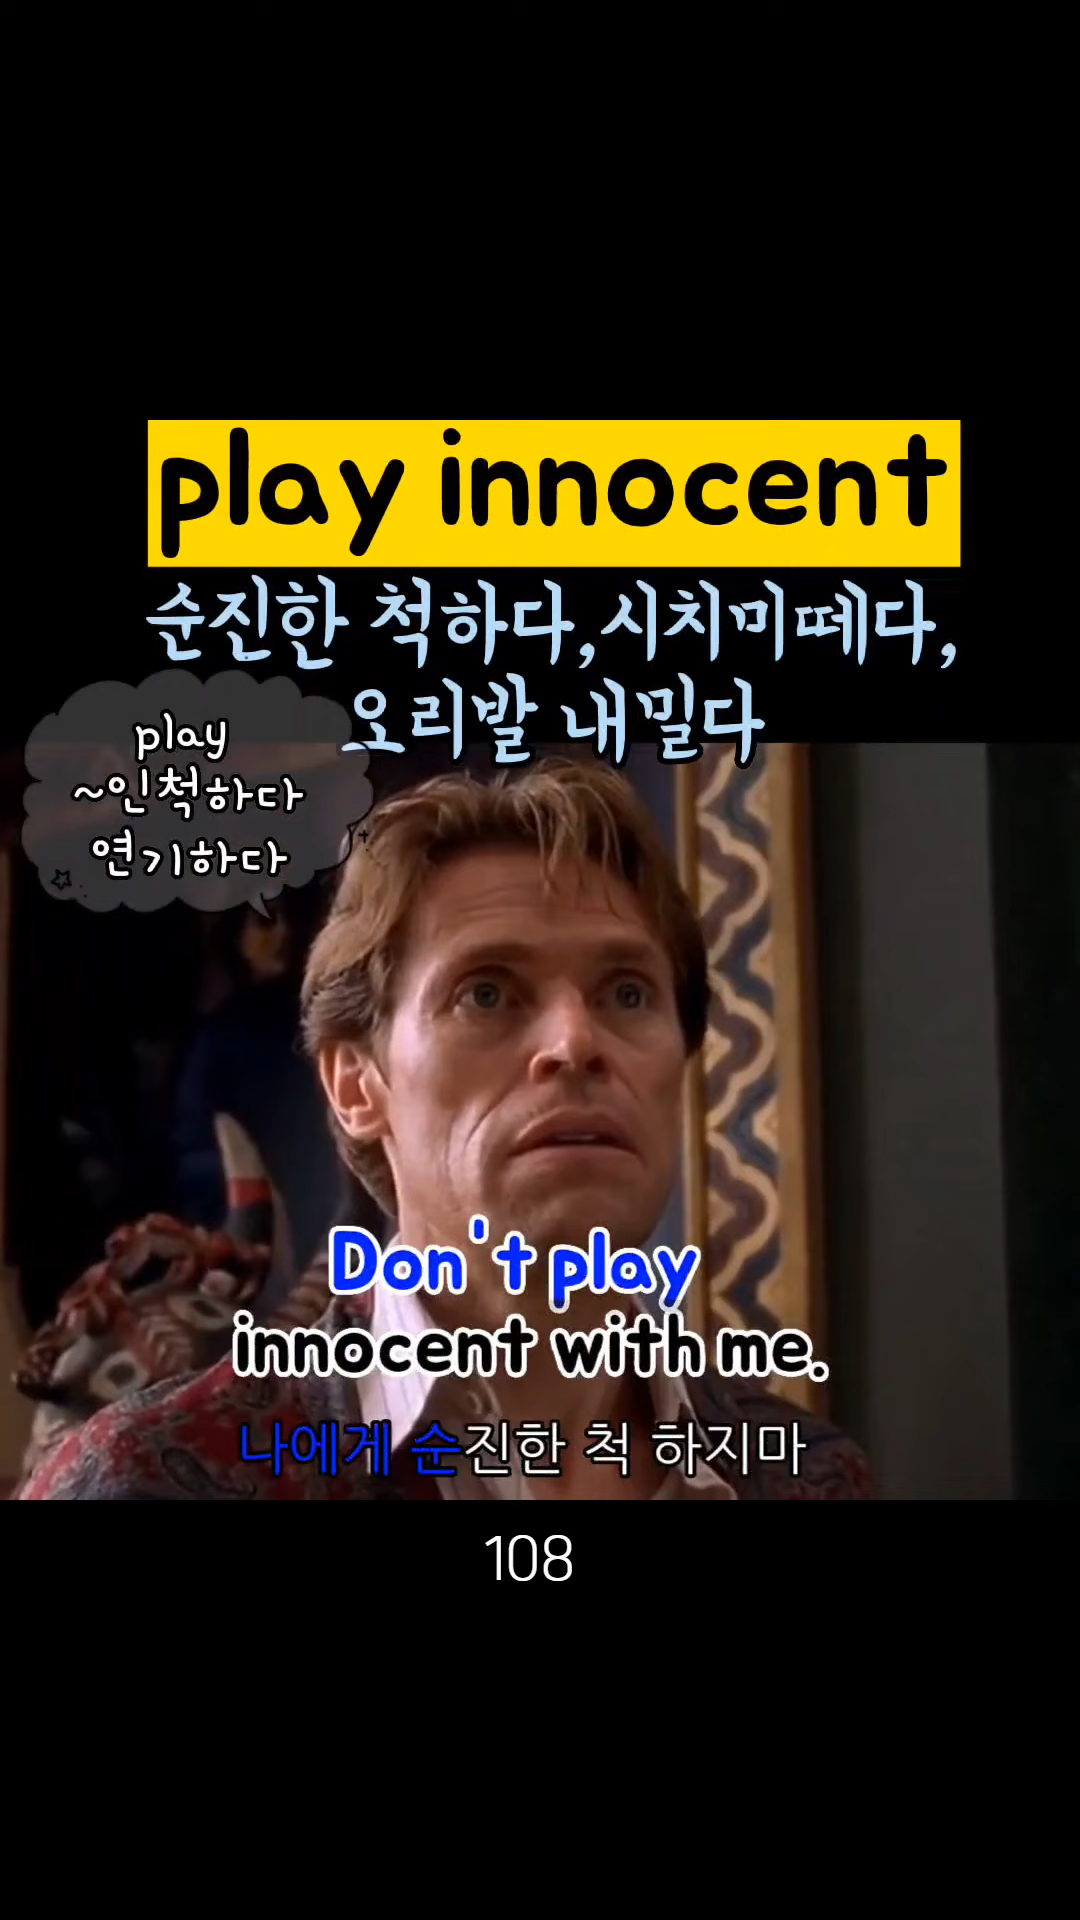 play innocent
순진한 척하다,시치미떼다,
오리발 내밀다
play
~인척하다
연기하다
Don't play
innocent with me.
나에게 순진한 척 하지마
108